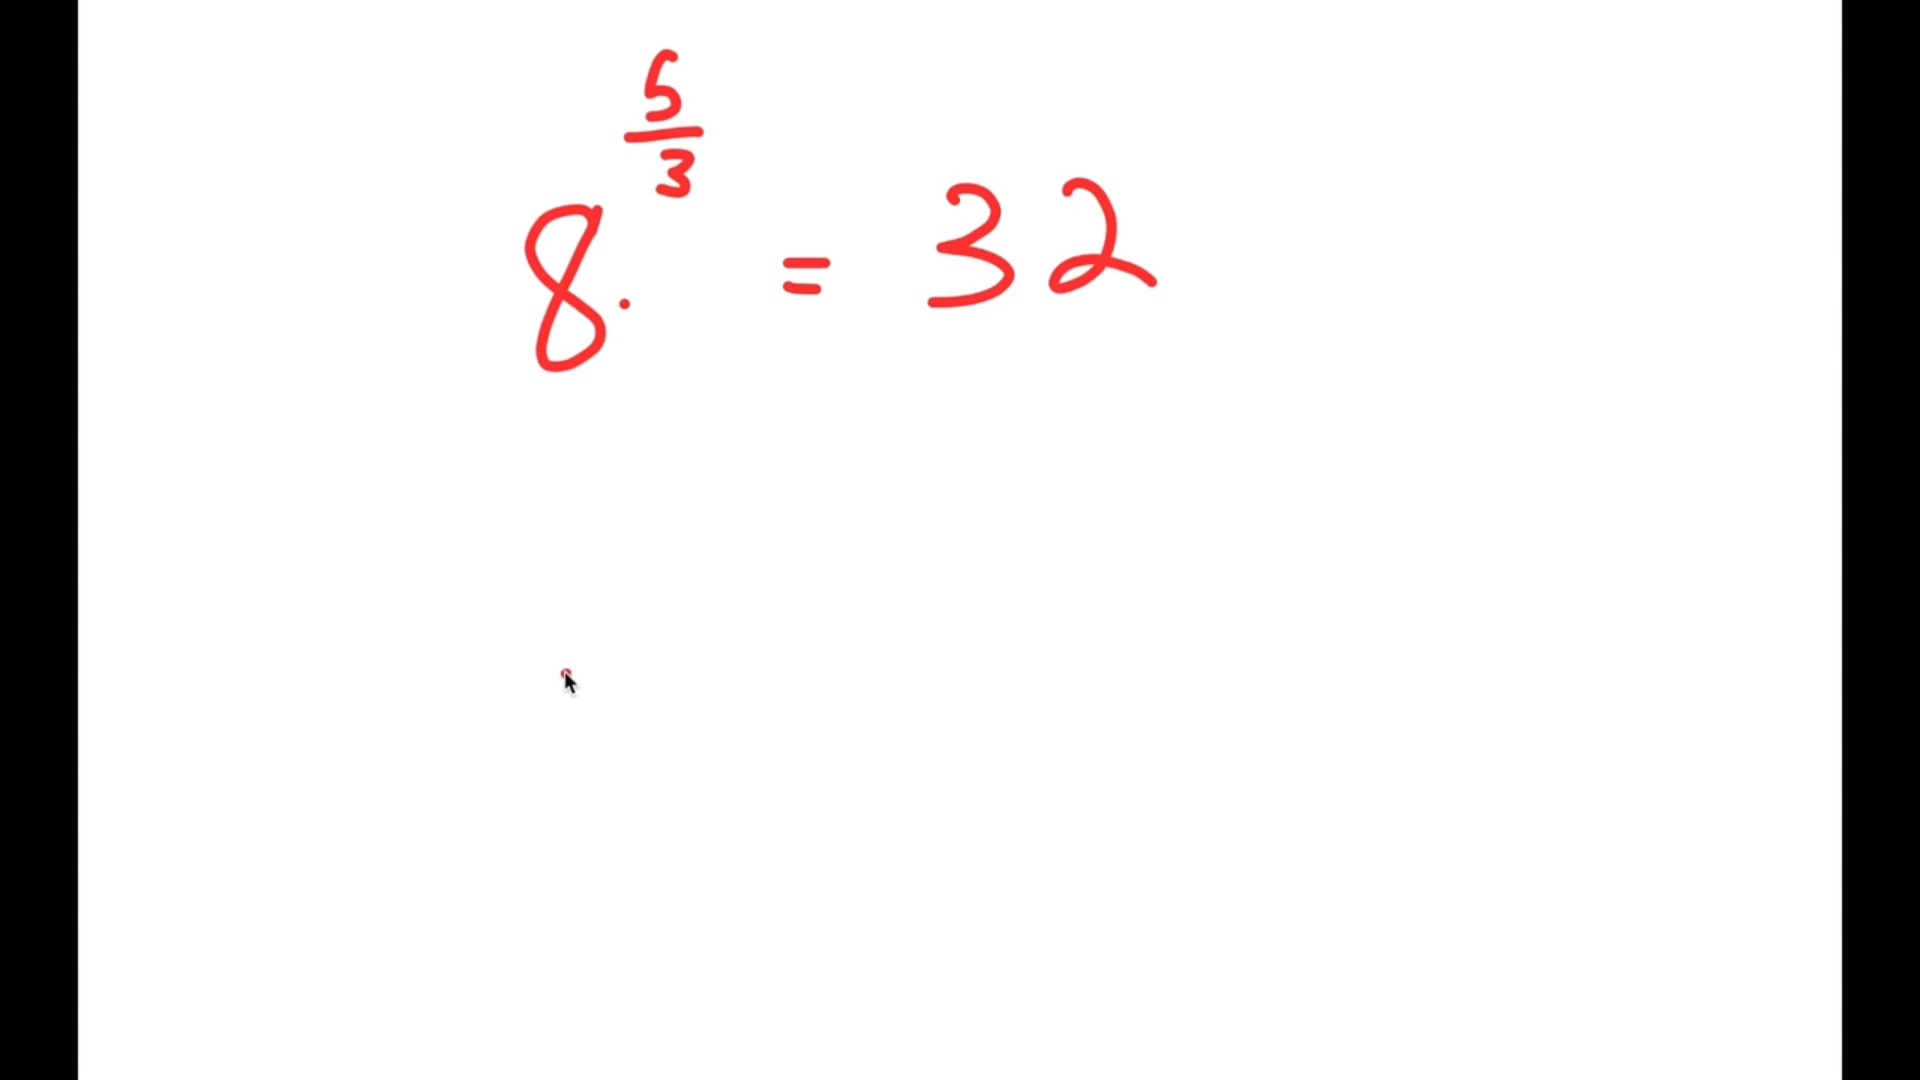 8^{5/3} = 32